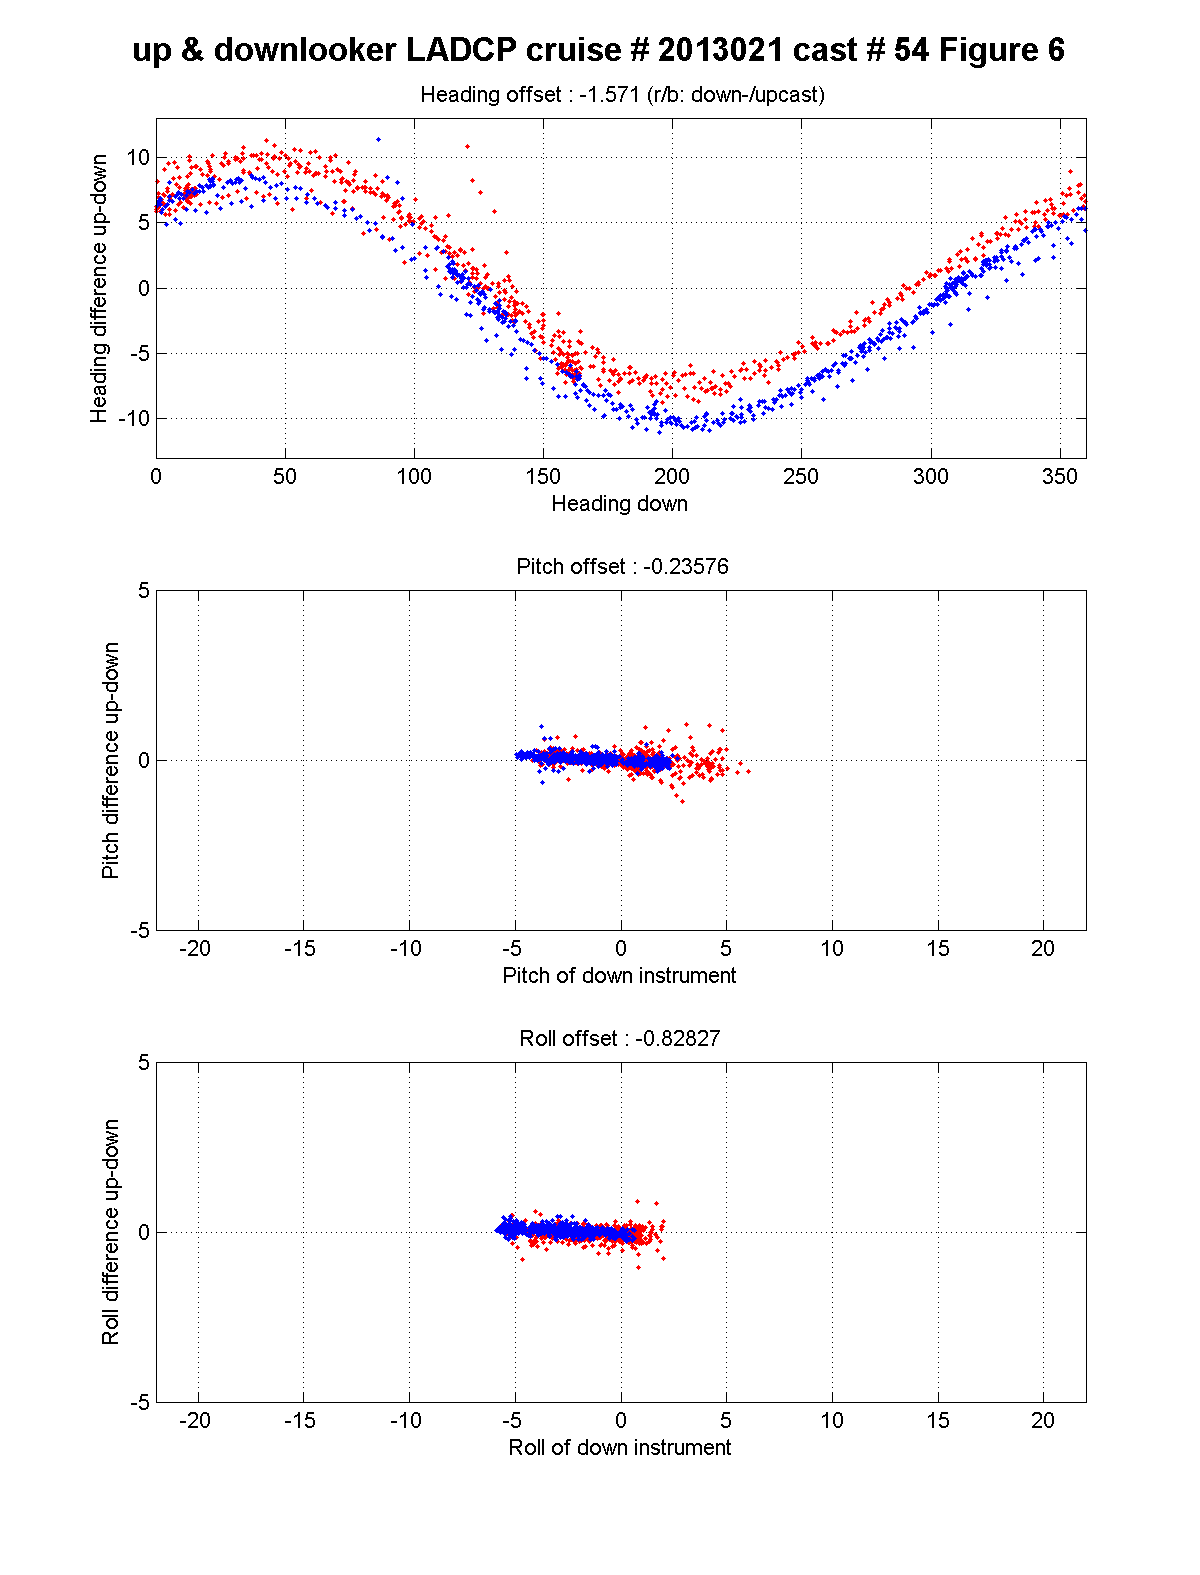 up & downlooker LADCP cruise # 2013021 cast # 54 Figure 6
Heading offset : -1.571 (r/b: down-/upcast)
Heading difference up-down
10
5
0
-5
-10
0 50 100 150 200 250 300 350
Heading down
Pitch offset : -0.23576
Pitch difference up-down
5
0
-5
-20 -15 -10 -5 0 5 10 15 20
Pitch of down instrument
Roll offset : -0.82827
Roll difference up-down
5
0
-5
-20 -15 -10 -5 0 5 10 15 20
Roll of down instrument